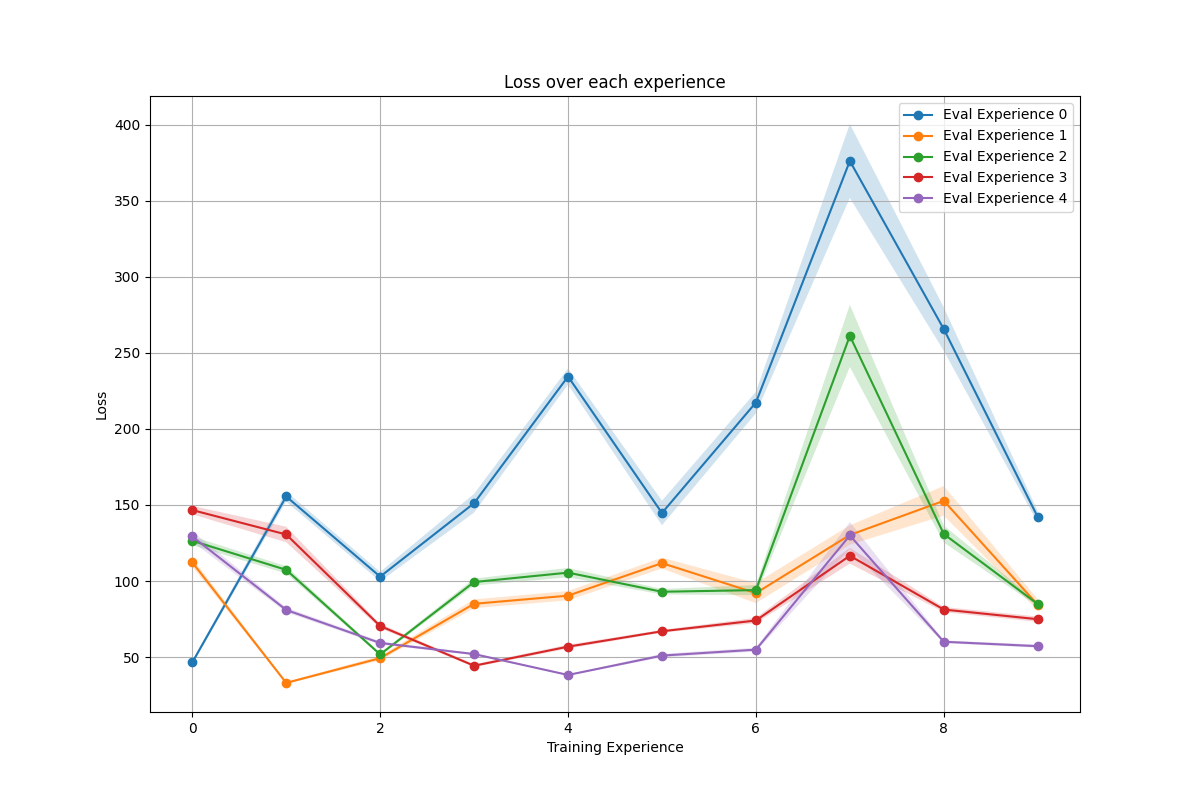 Loss over each experience
400
350
300
250
200
150
100
50
Loss
0
2
4
6
8
Training Experience
Eval Experience 0
Eval Experience 1
Eval Experience 2
Eval Experience 3
Eval Experience 4